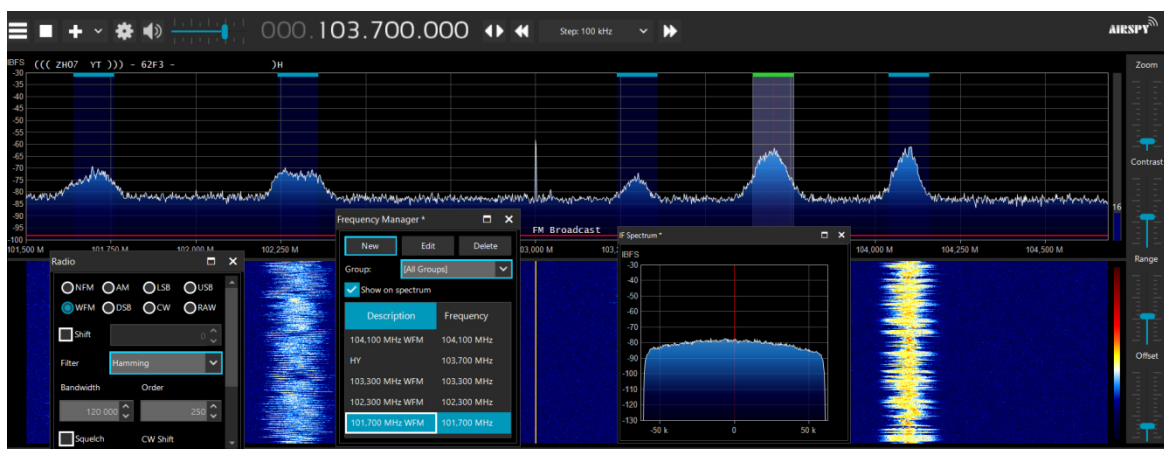 000.103.700.000
Step: 100 kHz
AIRSPY
IBFS
((( ZH07 YT ))) - 62F3 - )H
Zoom
-30
-35
-40
-45
-50
-55
-60
-65
-70
-75
-80
-85
-90
-95
-100
Contrast
16
FM Broadcast
101,500 M
101,750 M
102,000 M
102,250 M
103,000 M
104,000 M
104,250 M
104,500 M
Range
Offset
Radio
NFM AM LSB USB
WFM DSB CW RAW
Shift 0
Filter Hamming
Bandwidth Order
120 000 250
Squelch CW Shift
Frequency Manager *
New Edit Delete
Group: [All Groups]
Show on spectrum
Description Frequency
104,100 MHz WFM 104,100 MHz
HY 103,700 MHz
103,300 MHz WFM 103,300 MHz
102,300 MHz WFM 102,300 MHz
101,700 MHz WFM 101,700 MHz
IF Spectrum *
IBFS
-30
-40
-50
-60
-70
-80
-90
-100
-110
-120
-130
-50 k 0 50 k